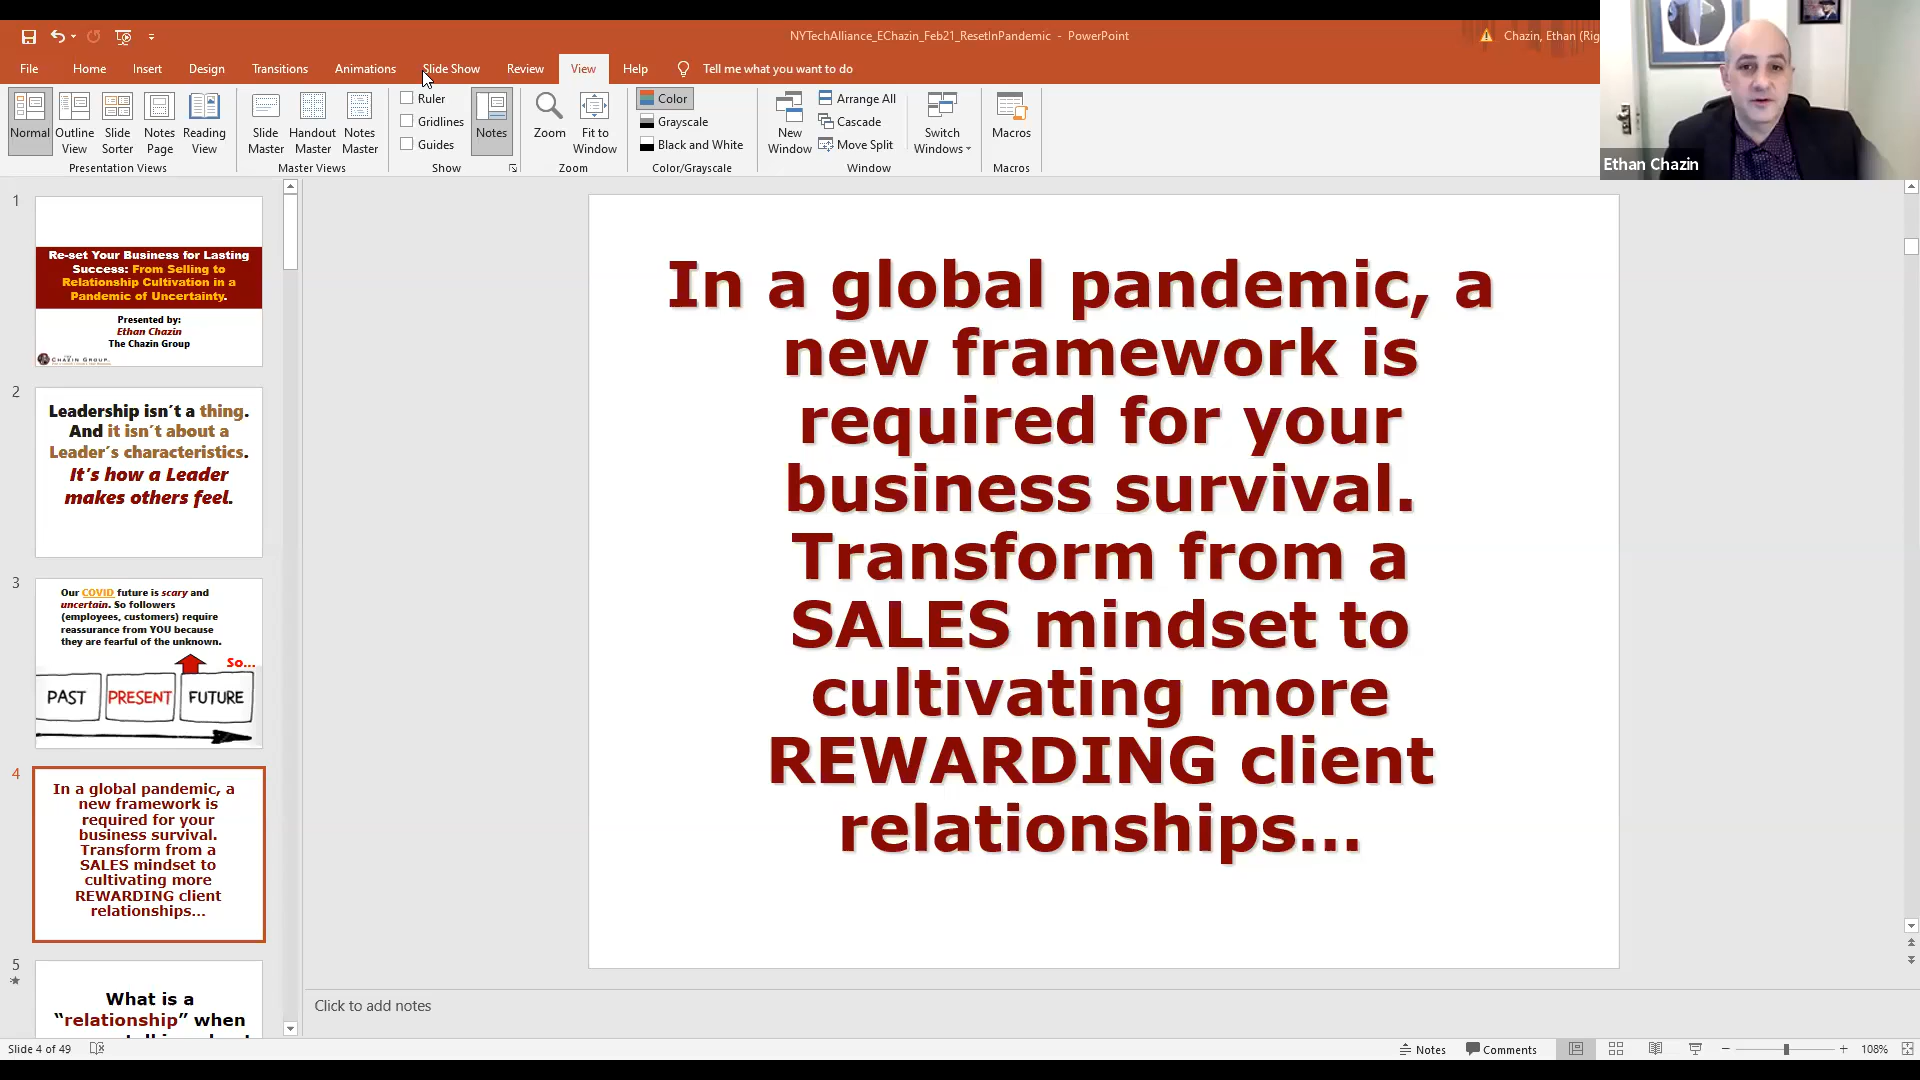 NYTechAlliance_EChazin_Feb21_ResetInPandemic - PowerPoint
Chazin, Ethan (Rig
File Home Insert Design Transitions Animations Slide Show Review View Help Tell me what you want to do
Normal Outline View Slide Sorter Notes Page Reading View
Presentation Views
Slide Master Handout Master Notes Master
Master Views
Ruler
Gridlines
Guides
Notes
Show
Zoom Fit to Window
Zoom
Color
Grayscale
Black and White
Color/Grayscale
New Window
Arrange All
Cascade
Move Split
Switch Windows
Window
Macros
Macros
Ethan Chazin
1
Re-set Your Business for Lasting
Success: From Selling to
Relationship Cultivation in a
Pandemic of Uncertainty.
Presented by:
Ethan Chazin
The Chazin Group
CHAZIN GROUP
2
Leadership isn't a thing.
And it isn't about a
Leader's characteristics.
It's how a Leader
makes others feel.
3
Our COVID future is scary and
uncertain. So followers
(employees, customers) require
reassurance from YOU because
they are fearful of the unknown.
So...
PAST PRESENT FUTURE
4
In a global pandemic, a
new framework is
required for your
business survival.
Transform from a
SALES mindset to
cultivating more
REWARDING client
relationships...
5
What is a
“relationship” when
In a global pandemic, a
new framework is
required for your
business survival.
Transform from a
SALES mindset to
cultivating more
REWARDING client
relationships...
Click to add notes
Slide 4 of 49
Notes
Comments
108%